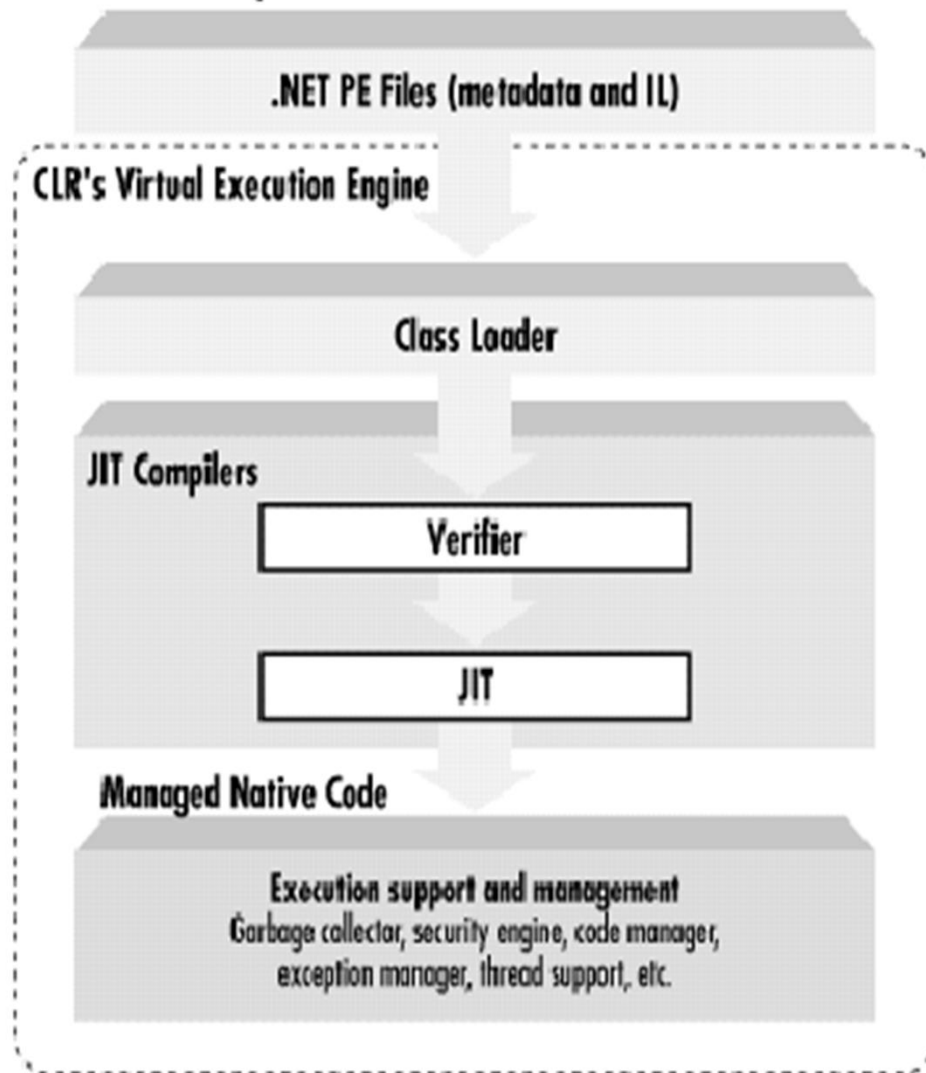 .NET PE Files (metadata and IL)
CLR's Virtual Execution Engine
Class Loader
JIT Compilers
Verifier
JIT
Managed Native Code
Execution support and management
Garbage collector, security engine, code manager,
exception manager, thread support, etc.